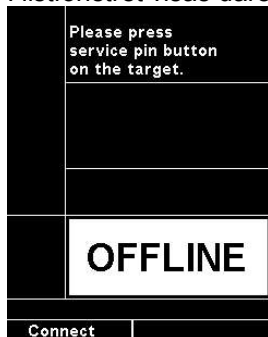 Please press
service pin button
on the target.
OFFLINE
Connect